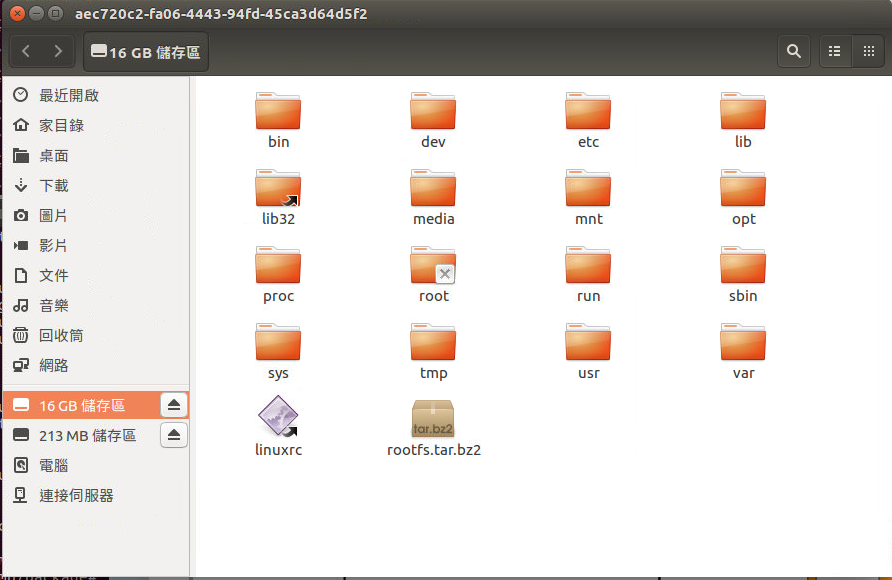 aec720c2-fa06-4443-94fd-45ca3d64d5f2
16 GB 儲存區
最近開啟
家目錄
桌面
下載
圖片
影片
文件
音樂
回收筒
網路
16 GB 儲存區
213 MB 儲存區
電腦
連接伺服器
bin
dev
etc
lib
lib32
media
mnt
opt
proc
root
run
sbin
sys
tmp
usr
var
linuxrc
tar.bz2
rootfs.tar.bz2